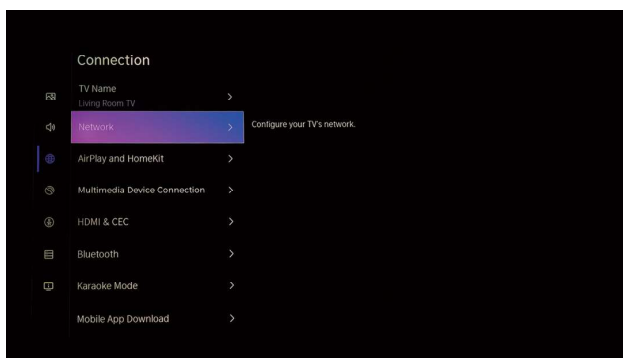 Connection
TV Name
Living Room TV
Network
Configure your TV's network.
AirPlay and HomeKit
Multimedia Device Connection
HDMI & CEC
Bluetooth
Karaoke Mode
Mobile App Download